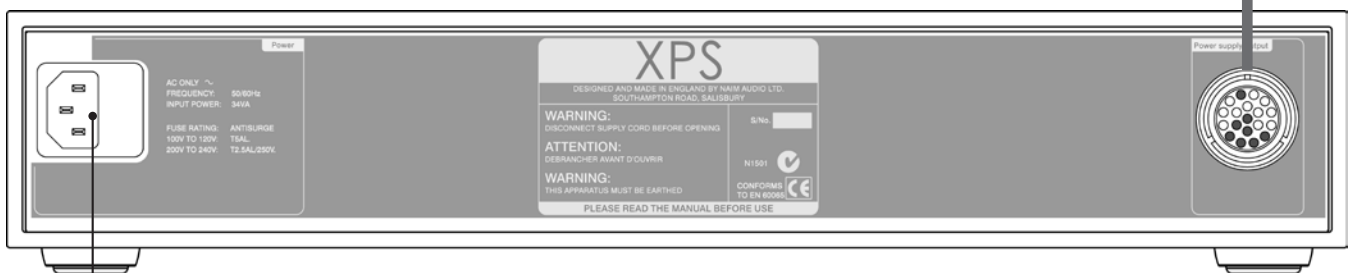 Power
AC ONLY ~
FREQUENCY: 50/60Hz
INPUT POWER: 34VA
FUSE RATING: ANTISURGE
100V TO 120V: T5AL.
200V TO 240V: T2.5AL/250V.
XPS
DESIGNED AND MADE IN ENGLAND BY NAIM AUDIO LTD.
SOUTHAMPTON ROAD, SALISBURY
WARNING:
DISCONNECT SUPPLY CORD BEFORE OPENING
ATTENTION:
DEBRANCHER AVANT D'OUVRIR
WARNING:
THIS APPARATUS MUST BE EARTHED
S/No.
N1501
CONFORMS
TO EN 60065
CE
PLEASE READ THE MANUAL BEFORE USE
Power supply